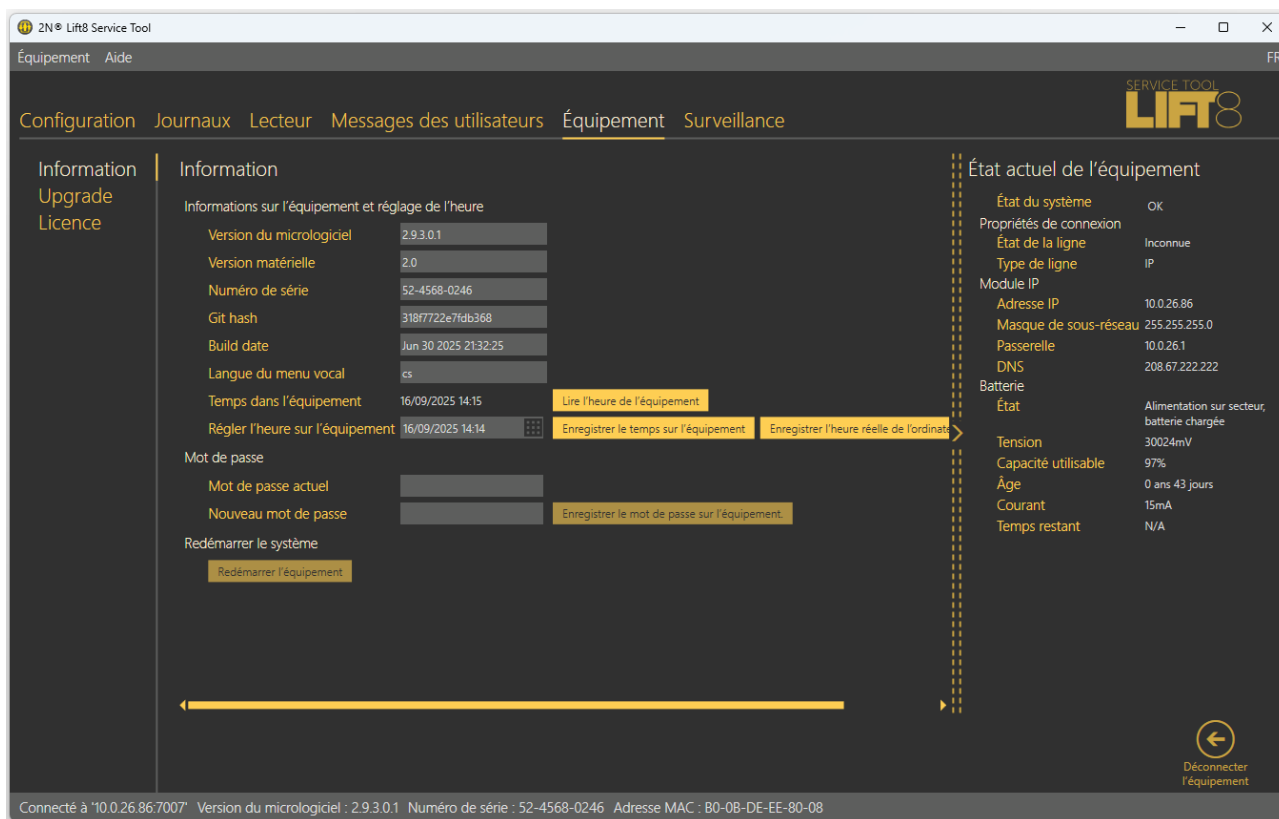 2N® Lift8 Service Tool
Équipement Aide FR
SERVICE TOOL
LIFT8
Configuration Journaux Lecteur Messages des utilisateurs Équipement Surveillance
Information
Upgrade
Licence
Information
Informations sur l'équipement et réglage de l'heure
Version du micrologiciel 2.9.3.0.1
Version matérielle 2.0
Numéro de série 52-4568-0246
Git hash 318f7722e7fdb368
Build date Jun 30 2025 21:32:25
Langue du menu vocal cs
Temps dans l'équipement 16/09/2025 14:15 Lire l'heure de l'équipement
Régler l'heure sur l'équipement 16/09/2025 14:14 Enregistrer le temps sur l'équipement Enregistrer l'heure réelle de l'ordinate
Mot de passe
Mot de passe actuel
Nouveau mot de passe Enregistrer le mot de passe sur l'équipement.
Redémarrer le système
Redémarrer l'équipement
État actuel de l'équipement
État du système OK
Propriétés de connexion
État de la ligne Inconnue
Type de ligne IP
Module IP
Adresse IP 10.0.26.86
Masque de sous-réseau 255.255.255.0
Passerelle 10.0.26.1
DNS 208.67.222.222
Batterie
État Alimentation sur secteur,
batterie chargée
Tension 30024mV
Capacité utilisable 97%
Âge 0 ans 43 jours
Courant 15mA
Temps restant N/A
Déconnecter
l'équipement
Connecté à '10.0.26.86:7007' Version du micrologiciel : 2.9.3.0.1 Numéro de série : 52-4568-0246 Adresse MAC : B0-0B-DE-EE-80-08